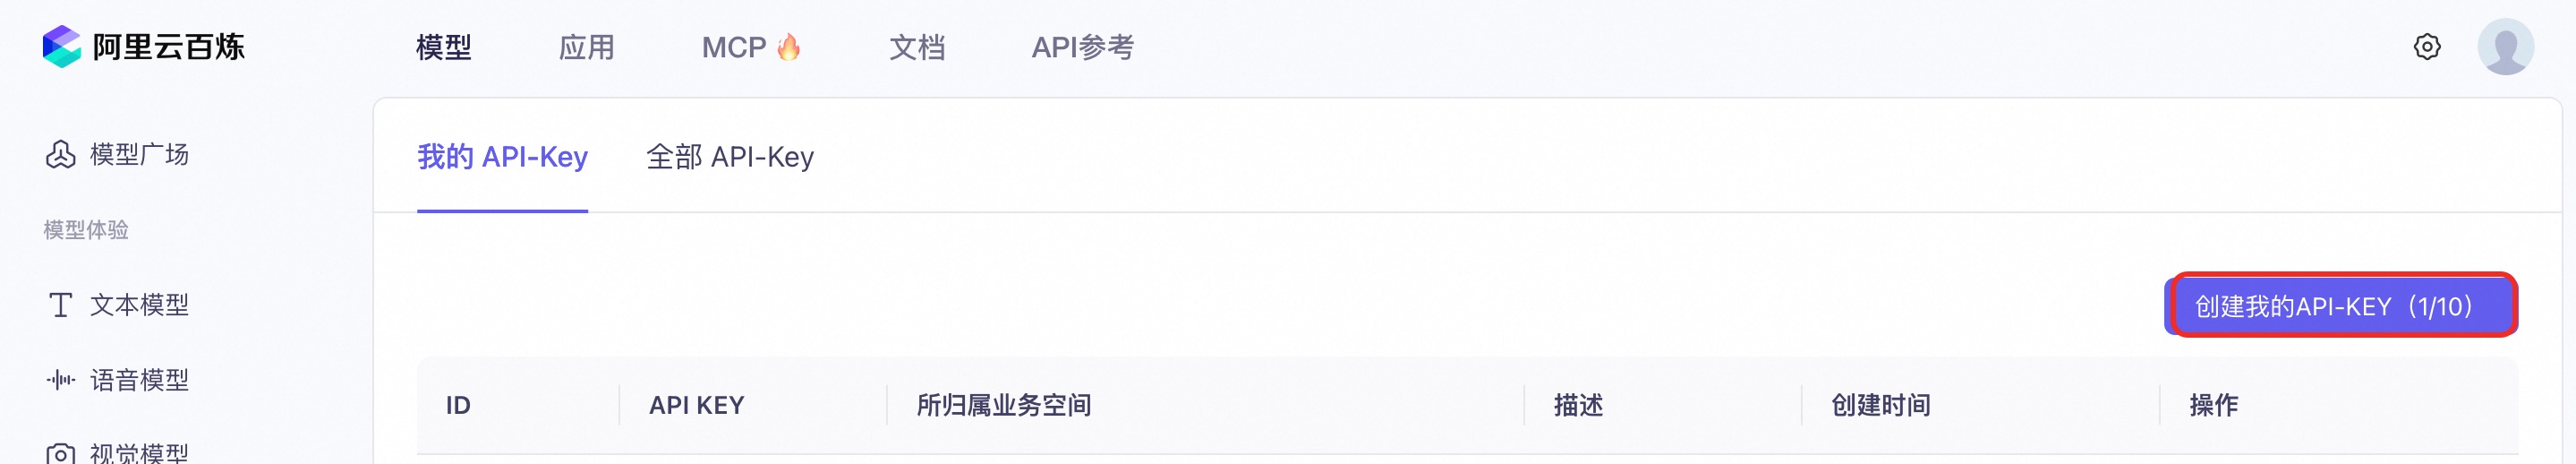 阿里云百炼
模型 应用 MCP🔥 文档 API参考
模型广场
模型体验
文本模型
语音模型
视觉模型
我的 API-Key 全部 API-Key
创建我的API-KEY（1/10）
ID API KEY 所归属业务空间 描述 创建时间 操作